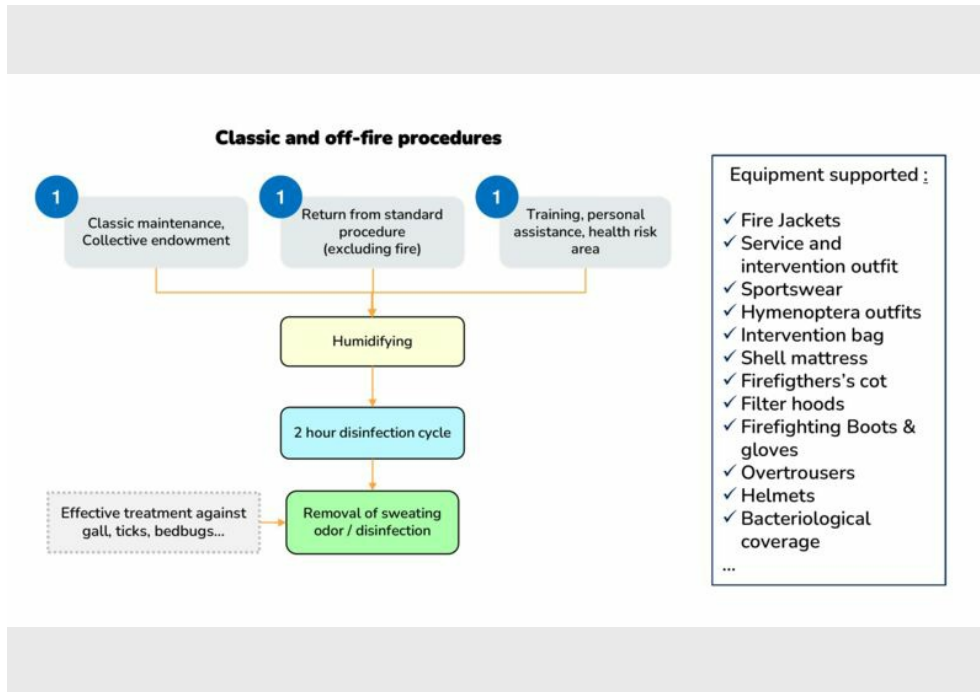 Classic and off-fire procedures
1
Classic maintenance,
Collective endowment
1
Return from standard
procedure
(excluding fire)
1
Training, personal
assistance, health risk
area
Humidifying
2 hour disinfection cycle
Effective treatment against
gall, ticks, bedbugs...
Removal of sweating
odor / disinfection
Equipment supported :
✓ Fire Jackets
✓ Service and
intervention outfit
✓ Sportswear
✓ Hymenoptera outfits
✓ Intervention bag
✓ Shell mattress
✓ Firefigthers's cot
✓ Filter hoods
✓ Firefighting Boots &
gloves
✓ Overtrousers
✓ Helmets
✓ Bacteriological
coverage
...